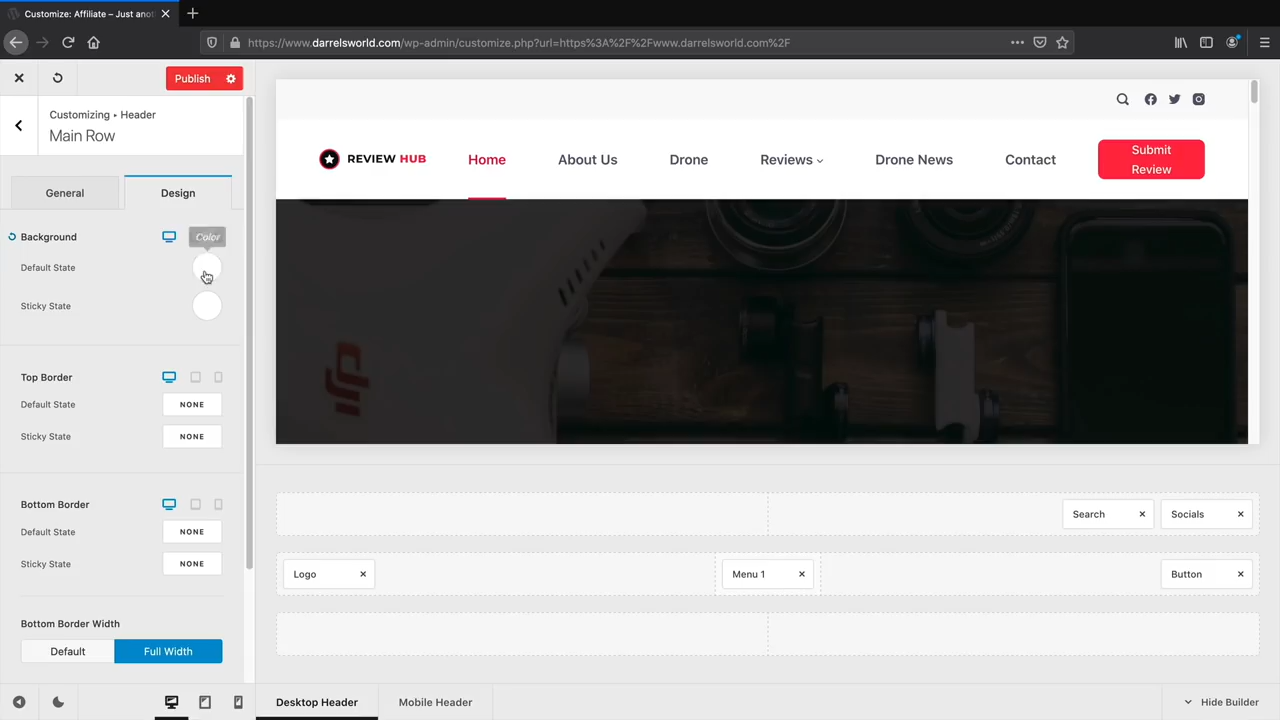 Customize: Affiliate – Just anot
https://www.darrelsworld.com/wp-admin/customize.php?url=https%3A%2F%2Fwww.darrelsworld.com%2F
Publish
Customizing ▸ Header
Main Row
General
Design
Background
Color
Default State
Sticky State
Top Border
Default State
NONE
Sticky State
NONE
Bottom Border
Default State
NONE
Sticky State
NONE
Bottom Border Width
Default
Full Width
REVIEW HUB
Home
About Us
Drone
Reviews
Drone News
Contact
Submit
Review
dji
Search
Socials
Logo
Menu 1
Button
Desktop Header
Mobile Header
Hide Builder